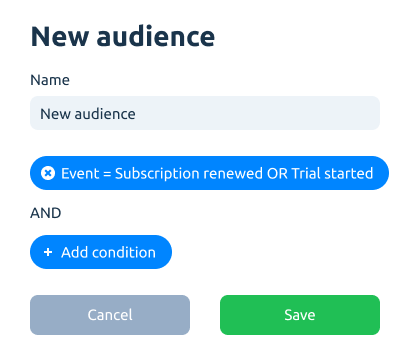 New audience
Name
New audience
Event = Subscription renewed OR Trial started
AND
+ Add condition
Cancel Save